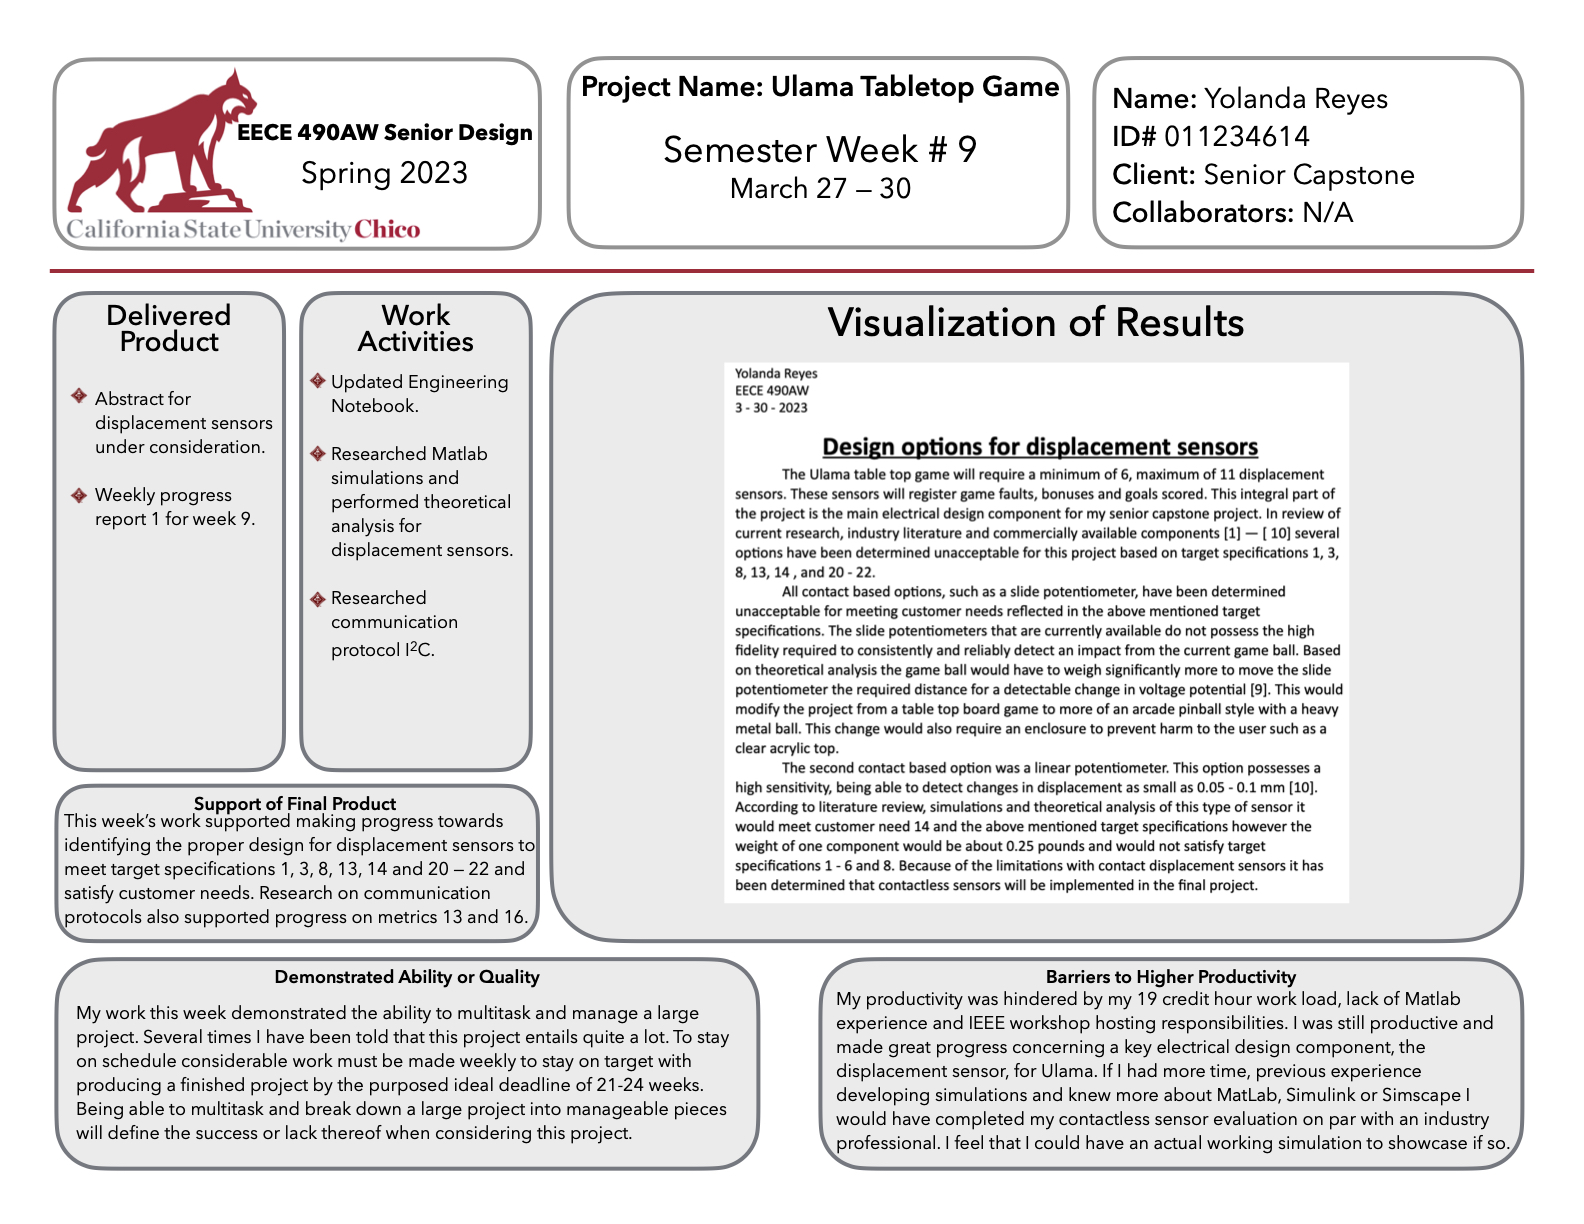 EECE 490AW Senior Design
Spring 2023
California State University Chico
Project Name: Ulama Tabletop Game
Semester Week # 9
March 27 – 30
Name: Yolanda Reyes
ID# 011234614
Client: Senior Capstone
Collaborators: N/A
Delivered
Product
Abstract for
displacement sensors
under consideration.
Weekly progress
report 1 for week 9.
Work
Activities
Updated Engineering
Notebook.
Researched Matlab
simulations and
performed theoretical
analysis for
displacement sensors.
Researched
communication
protocol I²C.
Visualization of Results
Yolanda Reyes
EECE 490AW
3 - 30 - 2023
Design options for displacement sensors
The Ulama table top game will require a minimum of 6, maximum of 11 displacement
sensors. These sensors will register game faults, bonuses and goals scored. This integral part of
the project is the main electrical design component for my senior capstone project. In review of
current research, industry literature and commercially available components [1] — [ 10] several
options have been determined unacceptable for this project based on target specifications 1, 3,
8, 13, 14 , and 20 - 22.
All contact based options, such as a slide potentiometer, have been determined
unacceptable for meeting customer needs reflected in the above mentioned target
specifications. The slide potentiometers that are currently available do not possess the high
fidelity required to consistently and reliably detect an impact from the current game ball. Based
on theoretical analysis the game ball would have to weigh significantly more to move the slide
potentiometer the required distance for a detectable change in voltage potential [9]. This would
modify the project from a table top board game to more of an arcade pinball style with a heavy
metal ball. This change would also require an enclosure to prevent harm to the user such as a
clear acrylic top.
The second contact based option was a linear potentiometer. This option possesses a
high sensitivity, being able to detect changes in displacement as small as 0.05 - 0.1 mm [10].
According to literature review, simulations and theoretical analysis of this type of sensor it
would meet customer need 14 and the above mentioned target specifications however the
weight of one component would be about 0.25 pounds and would not satisfy target
specifications 1 - 6 and 8. Because of the limitations with contact displacement sensors it has
been determined that contactless sensors will be implemented in the final project.
Support of Final Product
This week’s work supported making progress towards
identifying the proper design for displacement sensors to
meet target specifications 1, 3, 8, 13, 14 and 20 – 22 and
satisfy customer needs. Research on communication
protocols also supported progress on metrics 13 and 16.
Demonstrated Ability or Quality
My work this week demonstrated the ability to multitask and manage a large
project. Several times I have been told that this project entails quite a lot. To stay
on schedule considerable work must be made weekly to stay on target with
producing a finished project by the purposed ideal deadline of 21-24 weeks.
Being able to multitask and break down a large project into manageable pieces
will define the success or lack thereof when considering this project.
Barriers to Higher Productivity
My productivity was hindered by my 19 credit hour work load, lack of Matlab
experience and IEEE workshop hosting responsibilities. I was still productive and
made great progress concerning a key electrical design component, the
displacement sensor, for Ulama. If I had more time, previous experience
developing simulations and knew more about MatLab, Simulink or Simscape I
would have completed my contactless sensor evaluation on par with an industry
professional. I feel that I could have an actual working simulation to showcase if so.